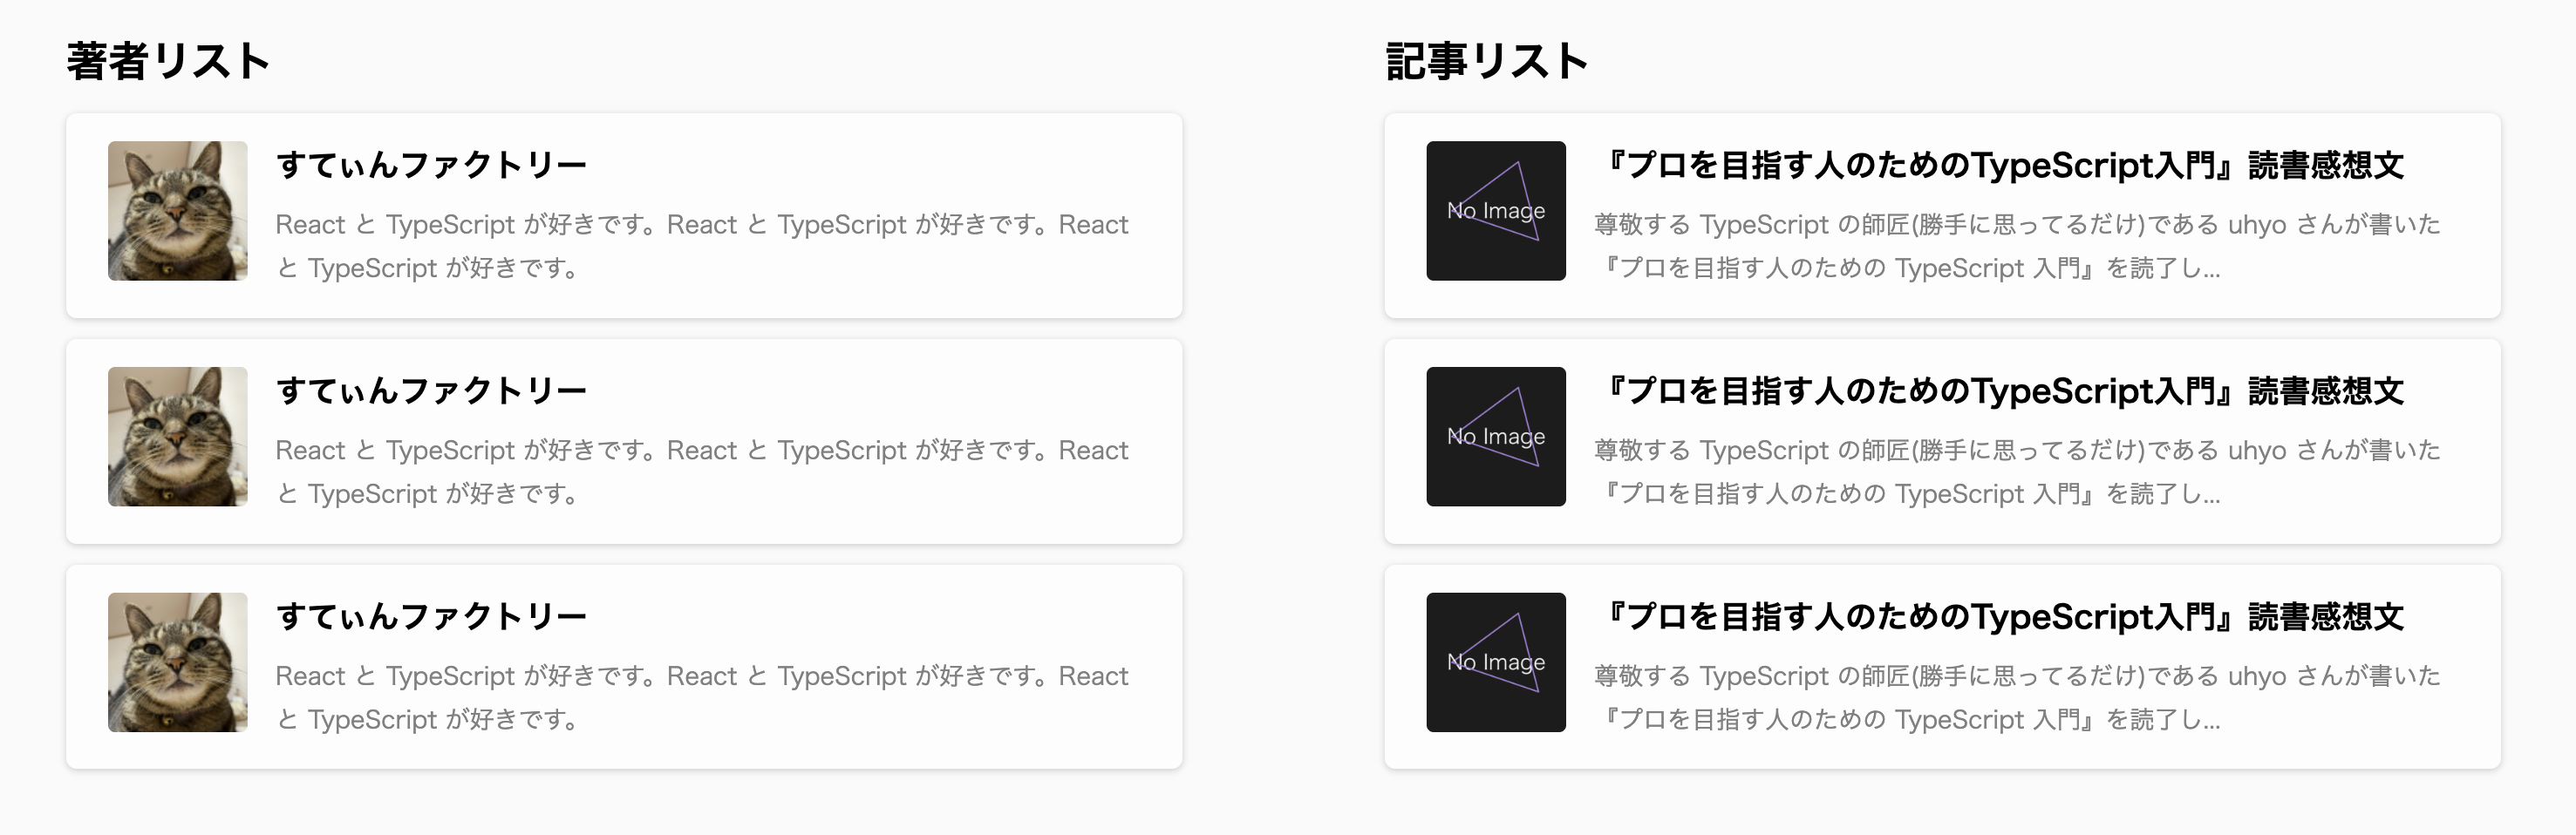 著者リスト
すてぃんファクトリー
React と TypeScript が好きです。React と TypeScript が好きです。React
と TypeScript が好きです。
すてぃんファクトリー
React と TypeScript が好きです。React と TypeScript が好きです。React
と TypeScript が好きです。
すてぃんファクトリー
React と TypeScript が好きです。React と TypeScript が好きです。React
と TypeScript が好きです。
記事リスト
No Image
『プロを目指す人のためのTypeScript入門』読書感想文
尊敬する TypeScript の師匠(勝手に思ってるだけ)である uhyo さんが書いた
『プロを目指す人のための TypeScript 入門』を読了し...
No Image
『プロを目指す人のためのTypeScript入門』読書感想文
尊敬する TypeScript の師匠(勝手に思ってるだけ)である uhyo さんが書いた
『プロを目指す人のための TypeScript 入門』を読了し...
No Image
『プロを目指す人のためのTypeScript入門』読書感想文
尊敬する TypeScript の師匠(勝手に思ってるだけ)である uhyo さんが書いた
『プロを目指す人のための TypeScript 入門』を読了し...